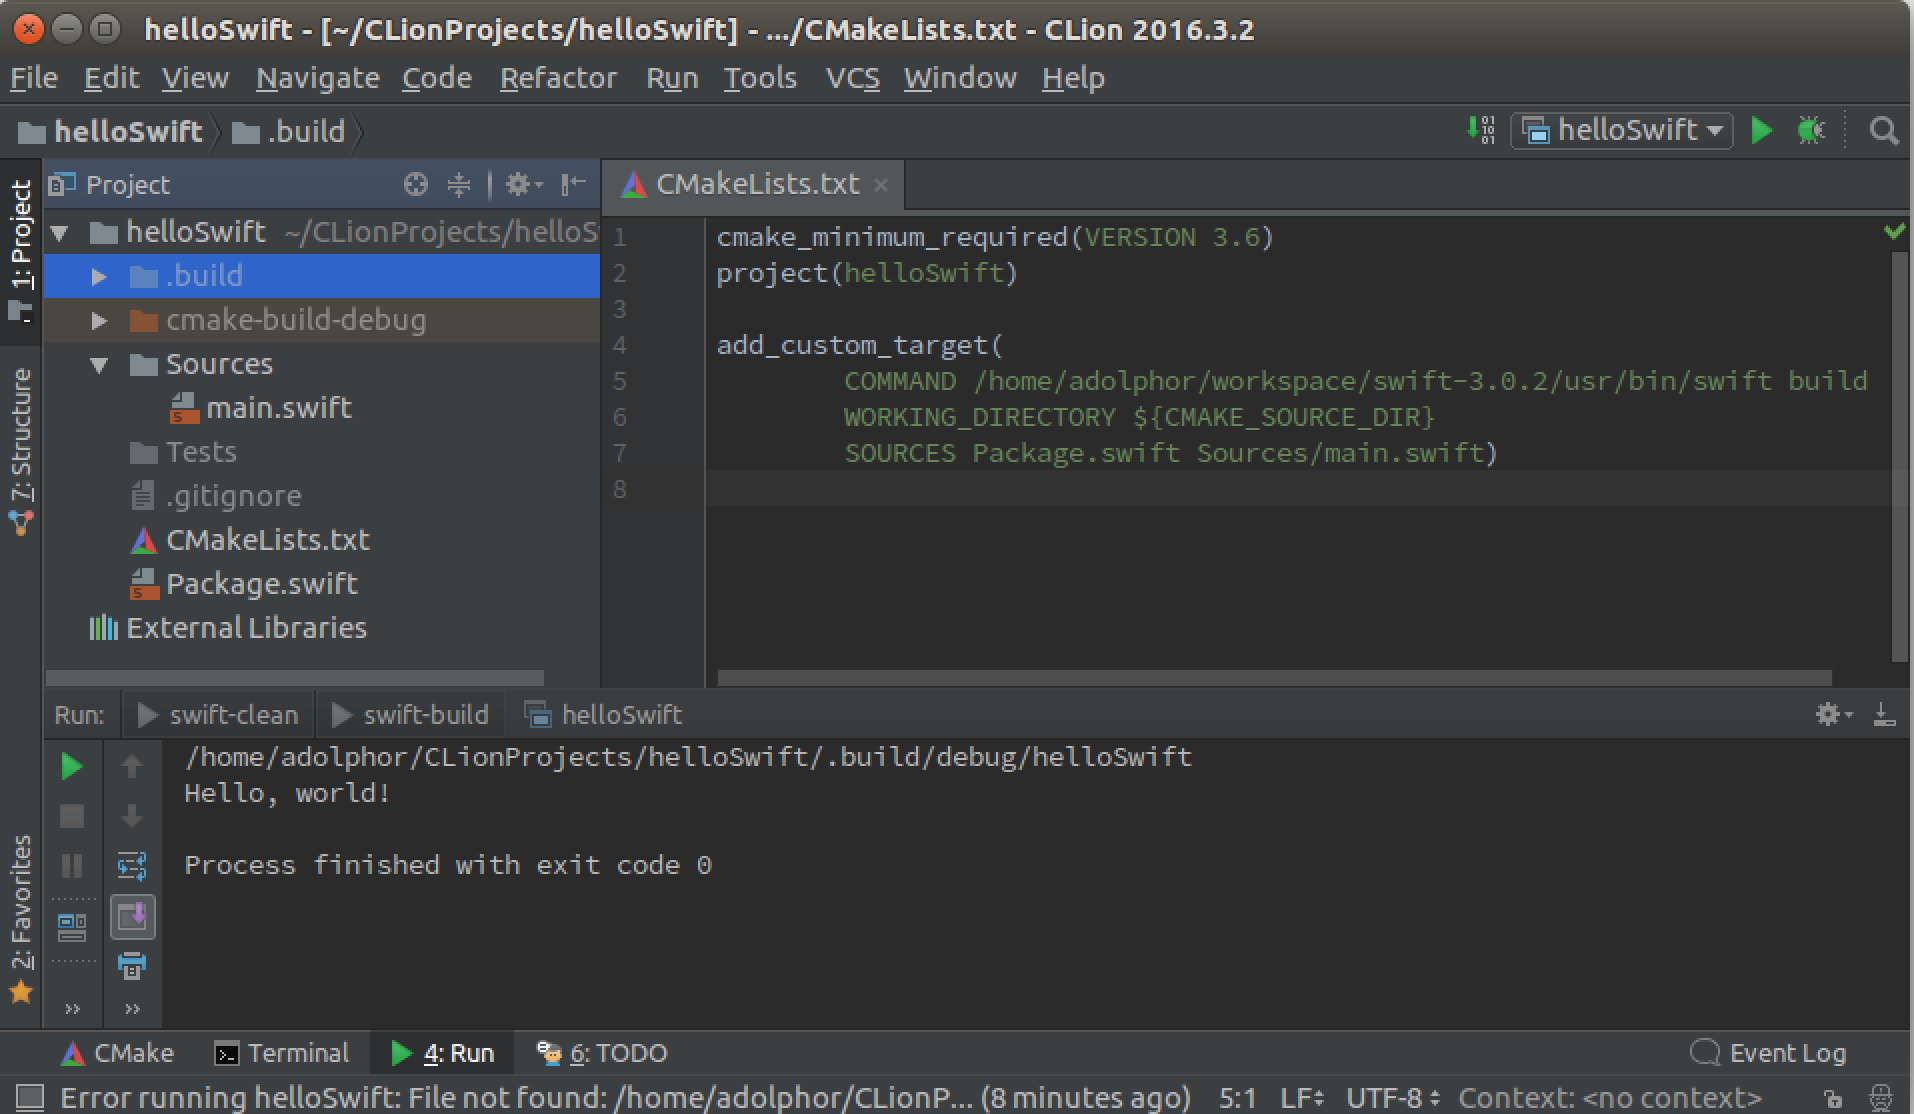 helloSwift - [~/CLionProjects/helloSwift] - .../CMakeLists.txt - CLion 2016.3.2
File Edit View Navigate Code Refactor Run Tools VCS Window Help
helloSwift .build helloSwift
1: Project
7: Structure
2: Favorites
Project
helloSwift ~/CLionProjects/helloS
.build
cmake-build-debug
Sources
main.swift
Tests
.gitignore
CMakeLists.txt
Package.swift
External Libraries
CMakeLists.txt
1 cmake_minimum_required(VERSION 3.6)
2 project(helloSwift)
3
4 add_custom_target(
5 COMMAND /home/adolphor/workspace/swift-3.0.2/usr/bin/swift build
6 WORKING_DIRECTORY ${CMAKE_SOURCE_DIR}
7 SOURCES Package.swift Sources/main.swift)
8
Run: swift-clean swift-build helloSwift
/home/adolphor/CLionProjects/helloSwift/.build/debug/helloSwift
Hello, world!
Process finished with exit code 0
CMake Terminal 4: Run 6: TODO Event Log
Error running helloSwift: File not found: /home/adolphor/CLionP... (8 minutes ago) 5:1 LF UTF-8 Context: <no context>